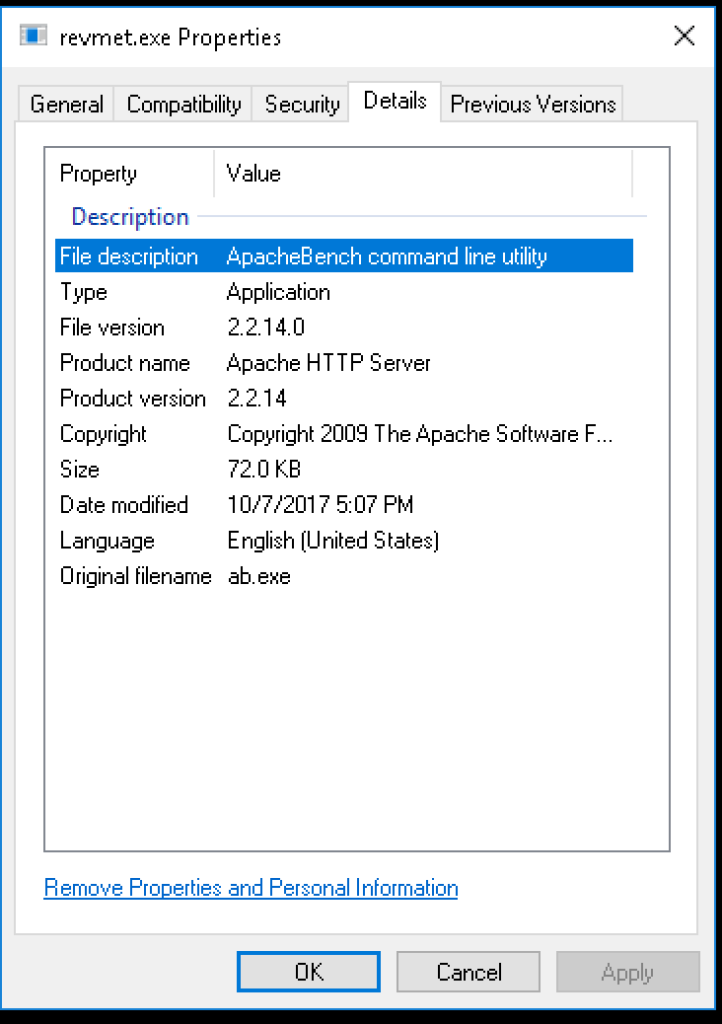 revmet.exe Properties
General Compatibility Security Details Previous Versions
Property Value
Description
File description ApacheBench command line utility
Type Application
File version 2.2.14.0
Product name Apache HTTP Server
Product version 2.2.14
Copyright Copyright 2009 The Apache Software F...
Size 72.0 KB
Date modified 10/7/2017 5:07 PM
Language English (United States)
Original filename ab.exe
Remove Properties and Personal Information
OK Cancel Apply